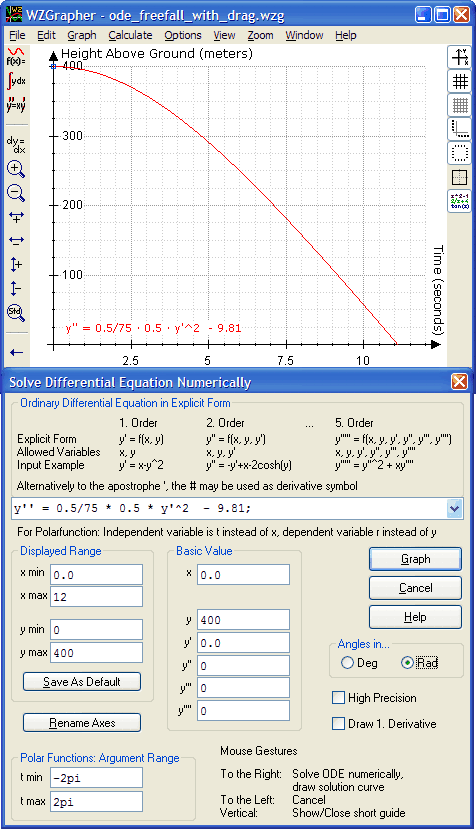 WZGrapher - ode_freefall_with_drag.wzg
File Edit Graph Calculate Options View Zoom Window Help
f(x)=
∫ydx
y'=xy'
dy=
dx
Std
x^2-1
2/x+4
tan(x)
Height Above Ground (meters)
400
300
200
100
Time (seconds)
y'' = 0.5/75 · 0.5 · y'^2 - 9.81
2.5 5 7.5 10
Solve Differential Equation Numerically
Ordinary Differential Equation in Explicit Form
1. Order 2. Order ... 5. Order
Explicit Form y' = f(x, y) y'' = f(x, y, y') y''''' = f(x, y, y', y'', y''', y'''')
Allowed Variables x, y x, y, y' x, y, y', y'', y''', y''''
Input Example y' = x-y^2 y'' = -y'+x-2cosh(y) y''''' = y''^2 + xy''''
Alternatively to the apostrophe ', the # may be used as derivative symbol
y'' = 0.5/75 * 0.5 * y'^2 - 9.81;
For Polarfunction: Independent variable is t instead of x, dependent variable r instead of y
Displayed Range
x min 0.0
x max 12
y min 0
y max 400
Save As Default
Rename Axes
Basic Value
x 0.0
y 400
y' 0.0
y'' 0
y''' 0
y'''' 0
Graph
Cancel
Help
Angles in...
Deg Rad
High Precision
Draw 1. Derivative
Polar Functions: Argument Range
t min -2pi
t max 2pi
Mouse Gestures
To the Right: Solve ODE numerically,
draw solution curve
To the Left: Cancel
Vertical: Show/Close short guide